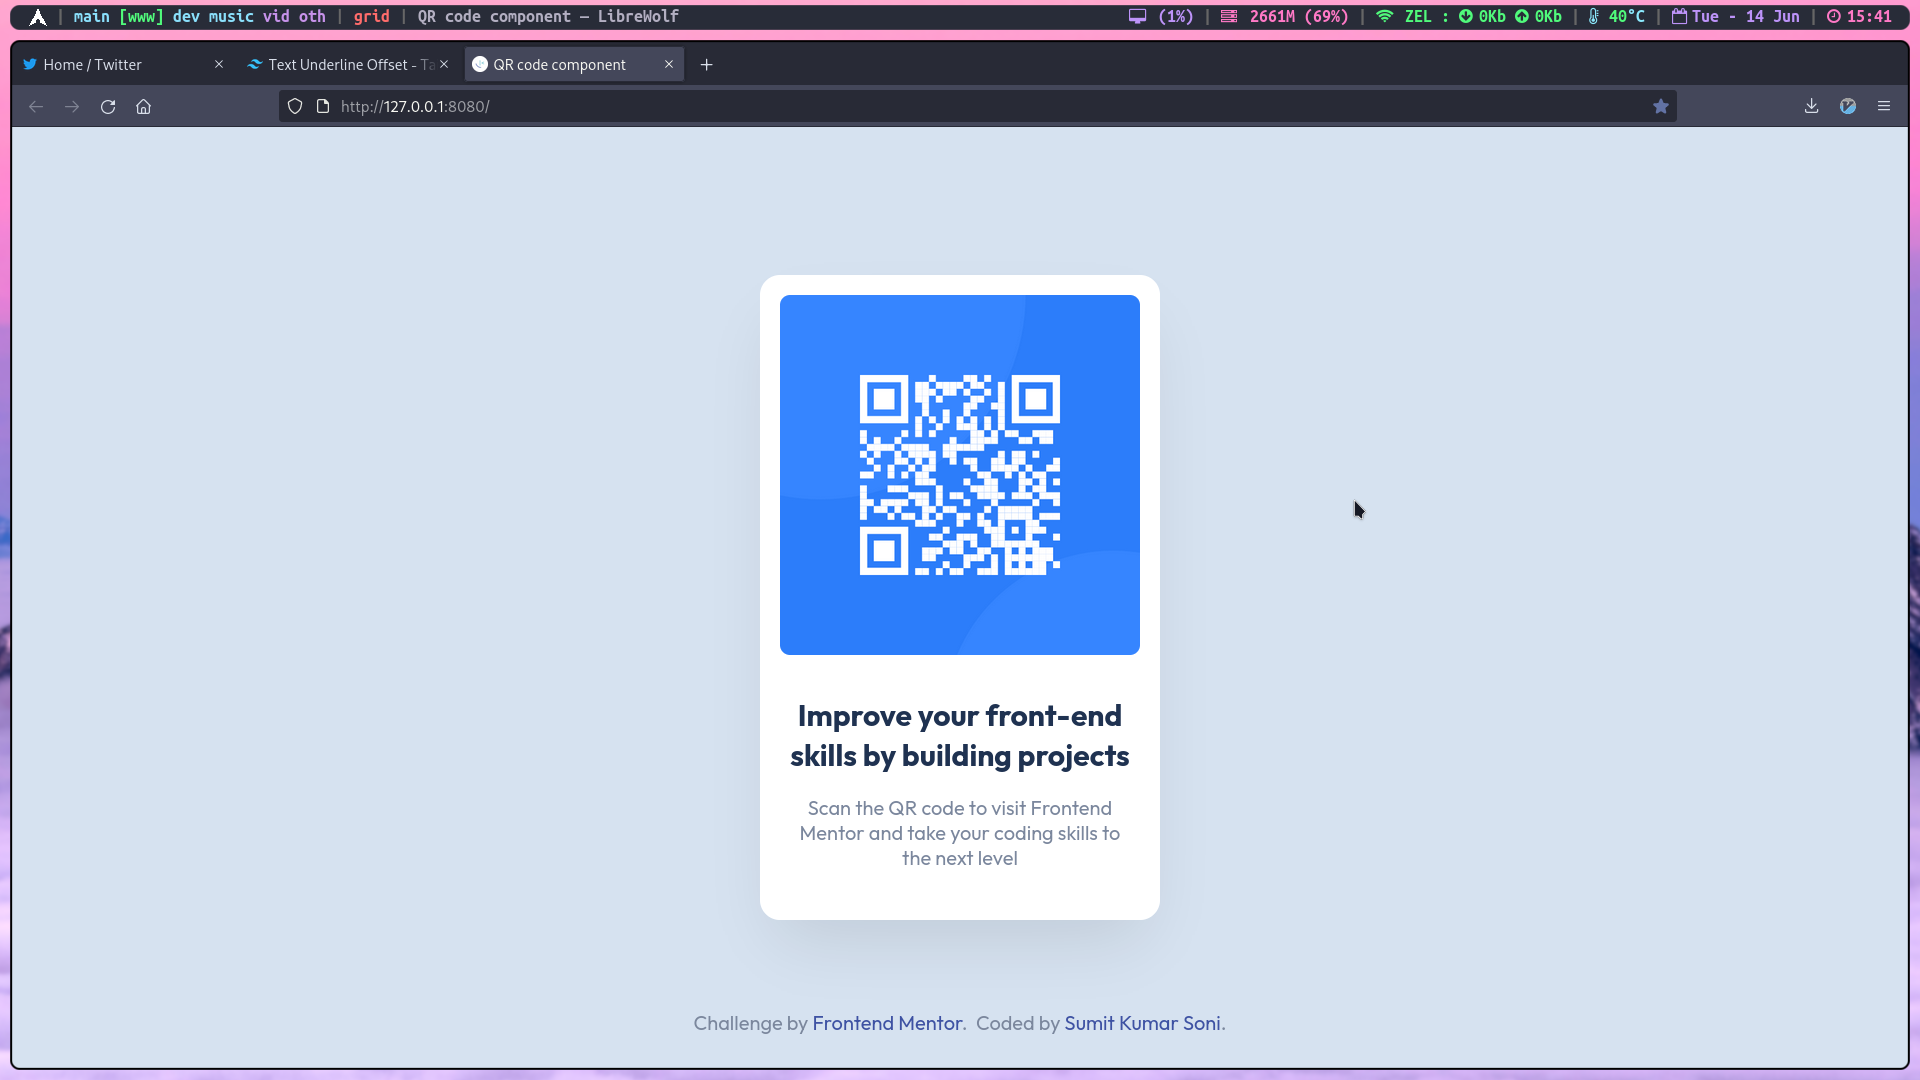 | main [www] dev music vid oth | grid | QR code component — LibreWolf
(1%) | 2661M (69%) | ZEL : 0Kb 0Kb | 40°C | Tue - 14 Jun | 15:41
Home / Twitter
Text Underline Offset - Ta
QR code component
http://127.0.0.1:8080/
Improve your front-end
skills by building projects
Scan the QR code to visit Frontend
Mentor and take your coding skills to
the next level
Challenge by Frontend Mentor. Coded by Sumit Kumar Soni.